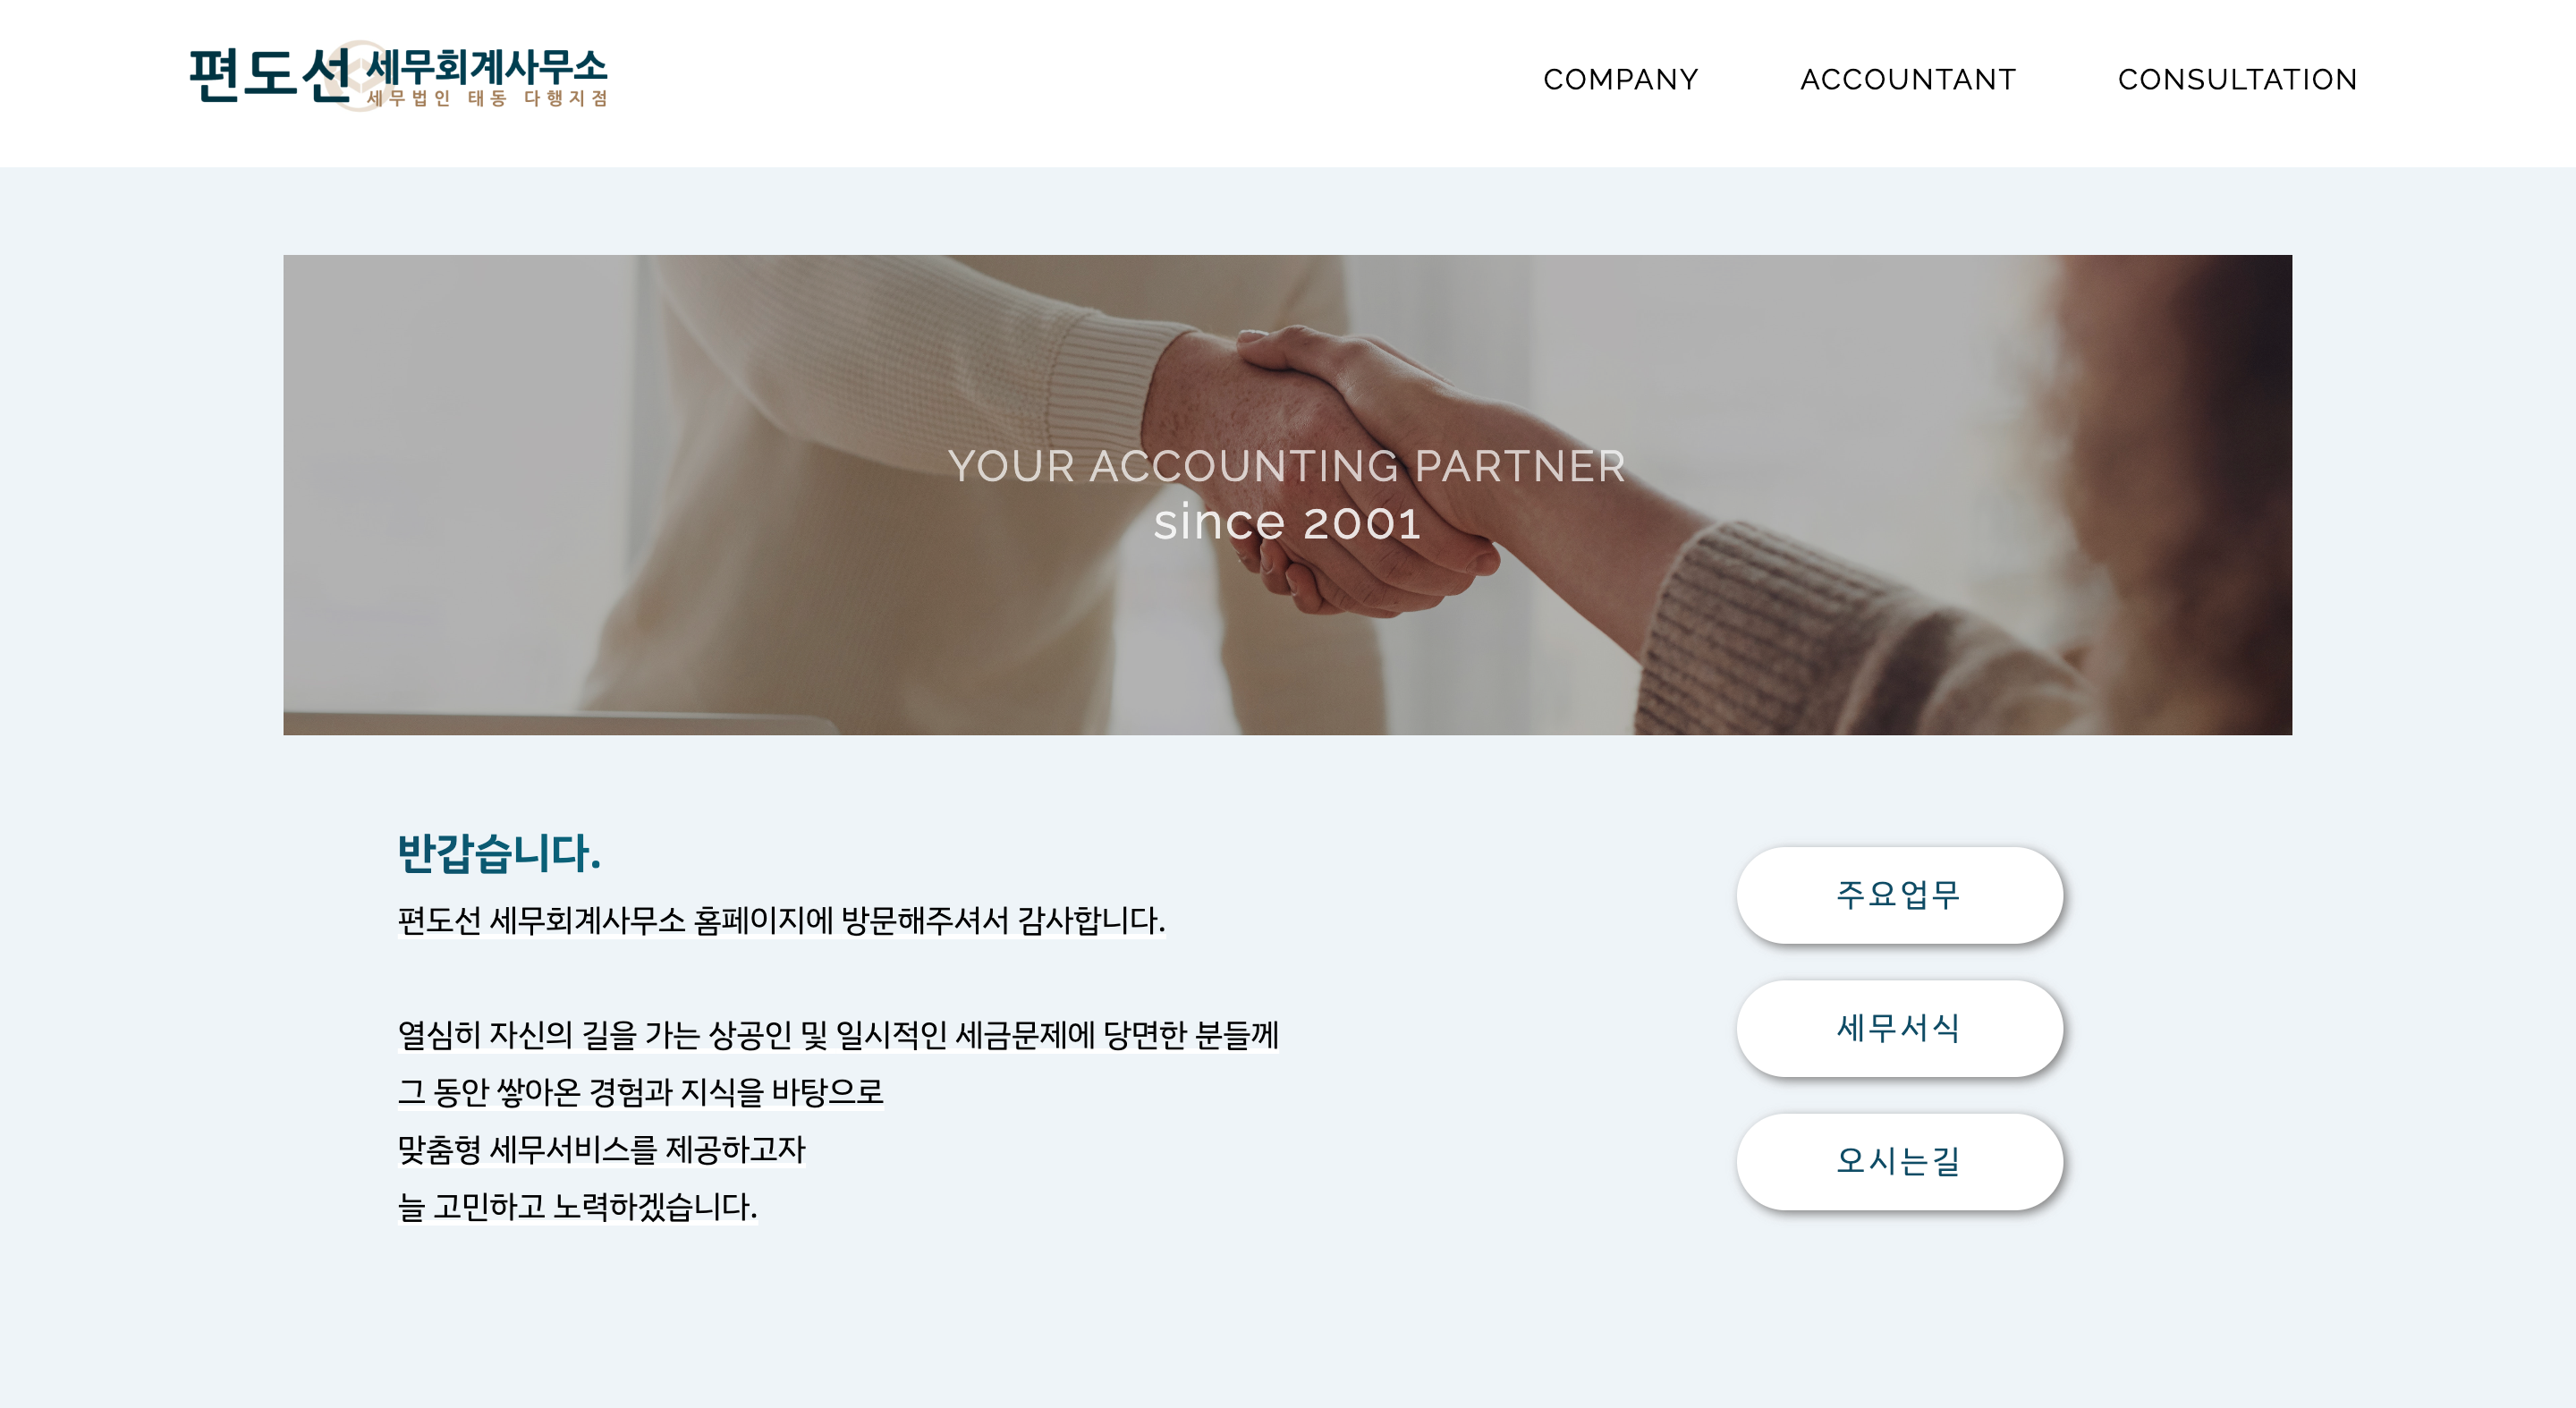 편도선 세무회계사무소
세무법인 태동 다행지점
COMPANY
ACCOUNTANT
CONSULTATION
YOUR ACCOUNTING PARTNER
since 2001
반갑습니다.
편도선 세무회계사무소 홈페이지에 방문해주셔서 감사합니다.
열심히 자신의 길을 가는 상공인 및 일시적인 세금문제에 당면한 분들께
그 동안 쌓아온 경험과 지식을 바탕으로
맞춤형 세무서비스를 제공하고자
늘 고민하고 노력하겠습니다.
주요업무
세무서식
오시는길